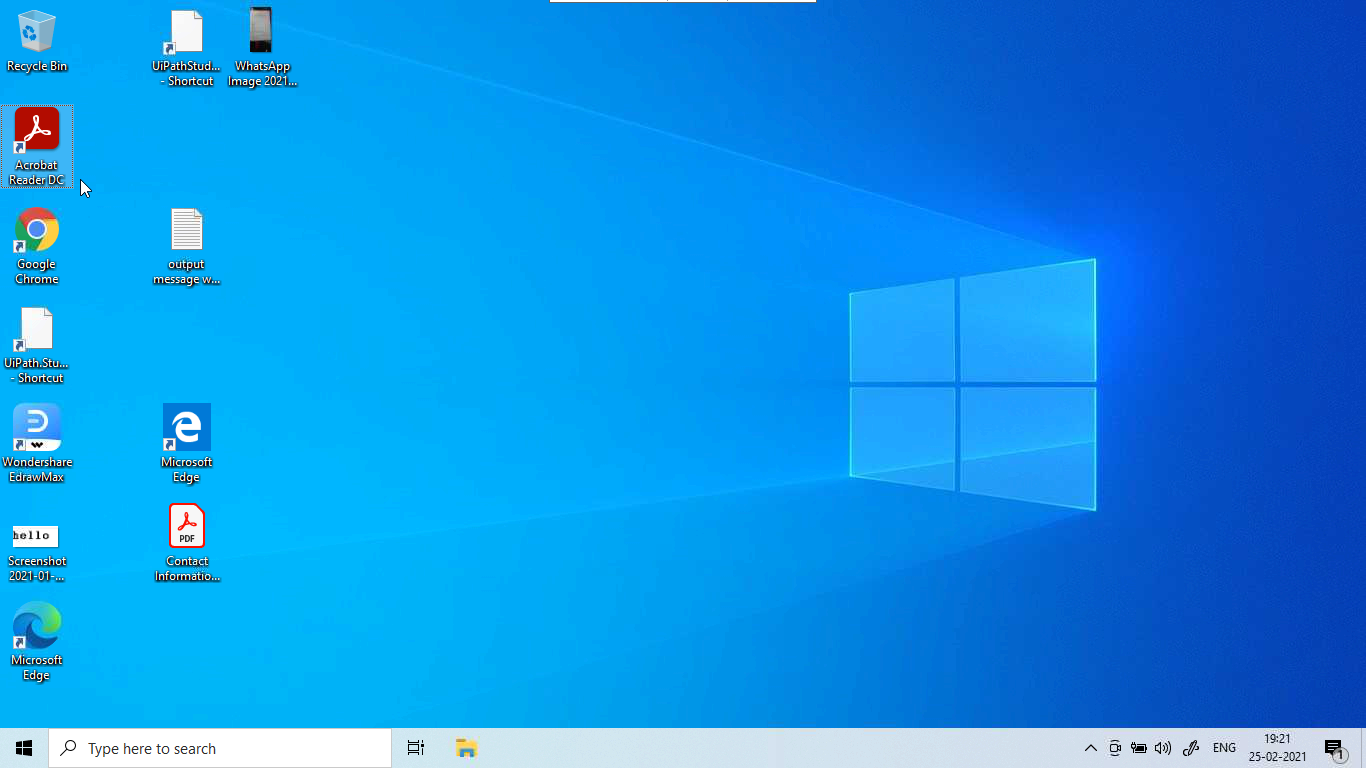 Recycle Bin
UiPathStud...
- Shortcut
WhatsApp
Image 2021...
Acrobat
Reader DC
Google
Chrome
output
message w...
UiPath.Stu...
- Shortcut
Wondershare
EdrawMax
Microsoft
Edge
hello
Screenshot
2021-01-...
PDF
Contact
Informatio...
Microsoft
Edge
Type here to search
ENG
19:21
25-02-2021
1